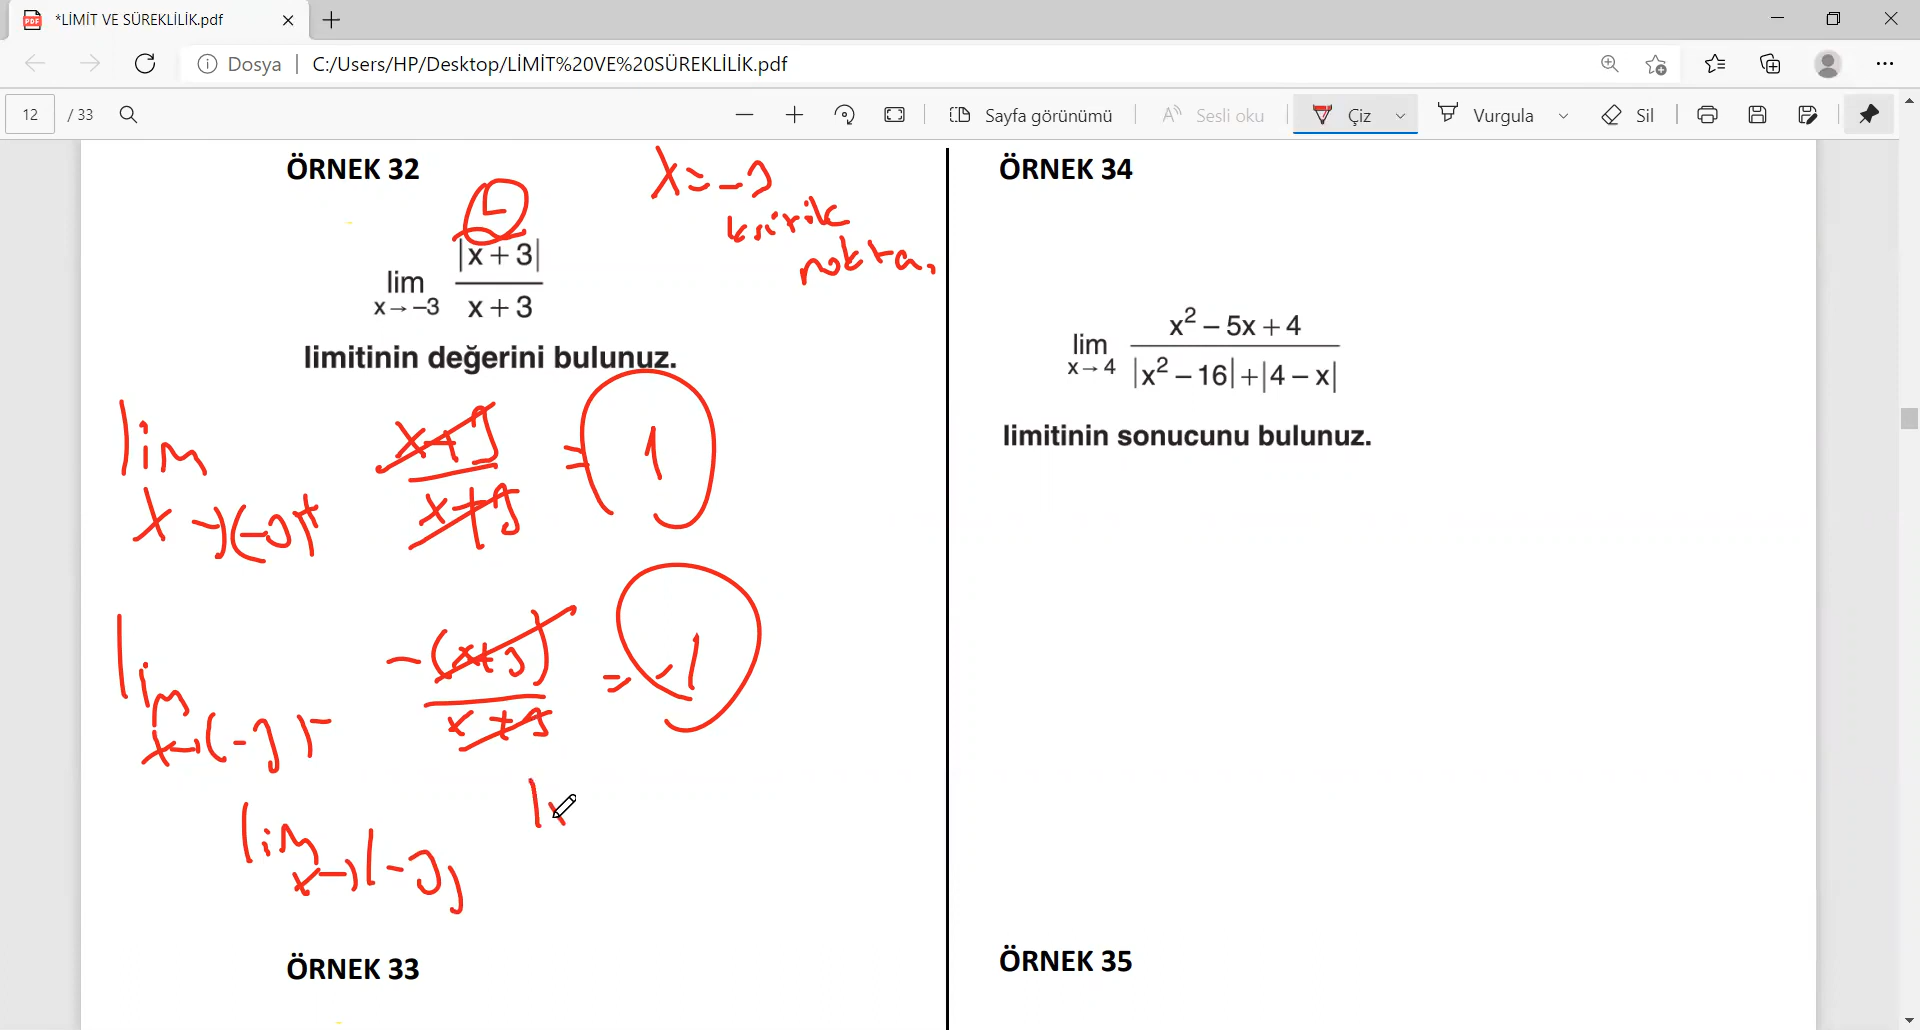 *LİMİT VE SÜREKLİLİK.pdf
Dosya | C:/Users/HP/Desktop/LİMİT%20VE%20SÜREKLİLİK.pdf
12 / 33 Sayfa görünümü Sesli oku Çiz Vurgula Sil
ÖRNEK 32
x = -3
kritik
nokta.
lim x→-3 |x + 3| / x + 3
limitinin değerini bulunuz.
lim x→(-3)+ x+3 / x+3 = 1
lim x→(-3)- -(x+3) / x+3 = -1
lim x→(-3) |x
ÖRNEK 33
ÖRNEK 34
lim x→4 x² - 5x + 4 / |x² - 16| + |4 - x|
limitinin sonucunu bulunuz.
ÖRNEK 35